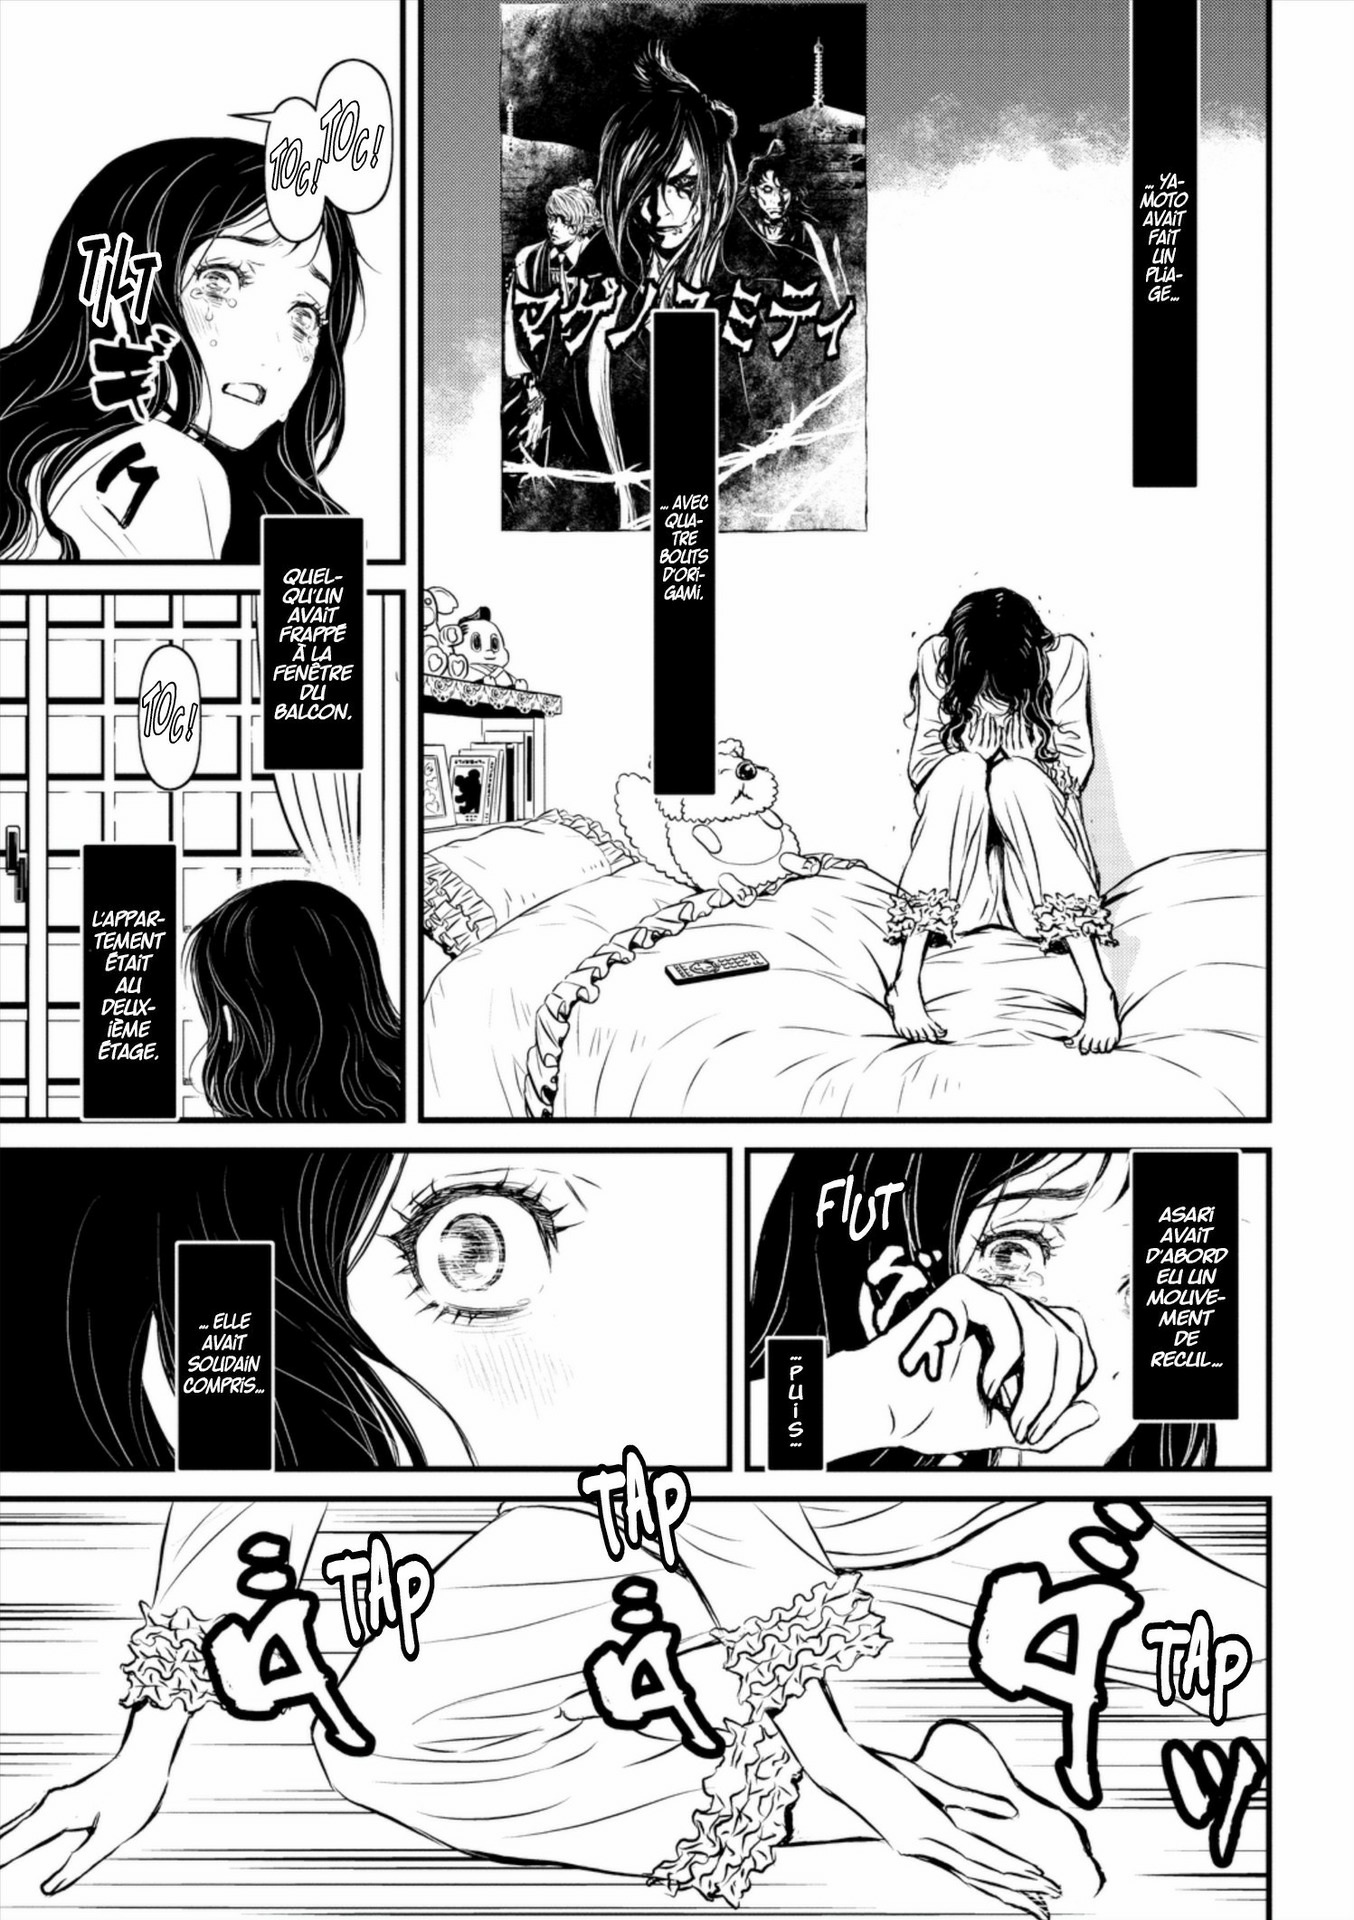 ... YA-
MOTO
AVAIT
FAIT
UN
PLIA-
GE...
マゲノユミティ
... AVEC
QUA-
TRE
BOUTS
D'ORI-
GAMI.
TOC!
TOC!
TILT
QUEL-
QU'UN
AVAIT
FRAPPÉ
À LA
FENÊTRE
DU
BALCON.
TOC!
L'APPAR-
TEMENT
ÉTAIT
AU
DEUX-
IÈME
ÉTAGE.
ASARI
AVAIT
D'ABORD
EU UN
MOUVE-
MENT
DE
RECUL...
FIUT
...PUIS...
... ELLE
AVAIT
SOUDAIN
COMPRIS...
TAP
TAP
TAP